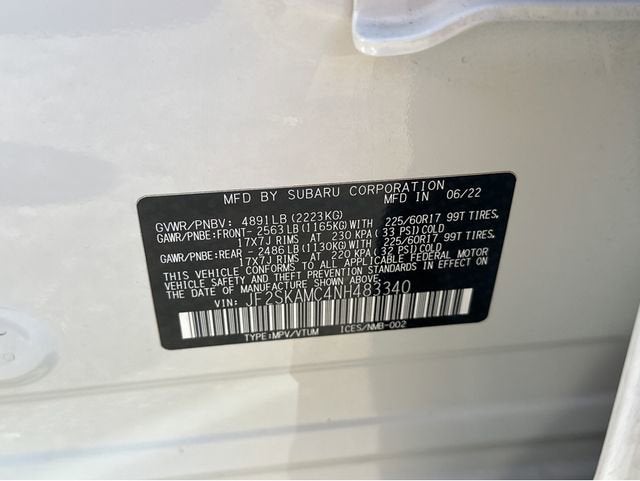 MFD BY SUBARU CORPORATION
MFD IN 06/22
GVWR/PNBV: 4891LB(2223KG)
GAWR/PNBE:FRONT- 2563LB(1165KG)WITH 225/60R17 99T TIRES,
17X7J RIMS AT 230 KPA( 33 PSI)COLD
GAWR/PNBE:REAR - 2486LB(1130KG)WITH 225/60R17 99T TIRES,
17X7J RIMS AT 220 KPA( 32 PSI)COLD
THIS VEHICLE CONFORMS TO ALL APPLICABLE FEDERAL MOTOR
VEHICLE SAFETY AND THEFT PREVENTION STANDARDS
IN EFFECT ON THE DATE OF MANUFACTURE SHOWN ABOVE.
VIN: JF2SKAMC4NH483340
TYPE:MPV/VTUM ICES/NMB-002